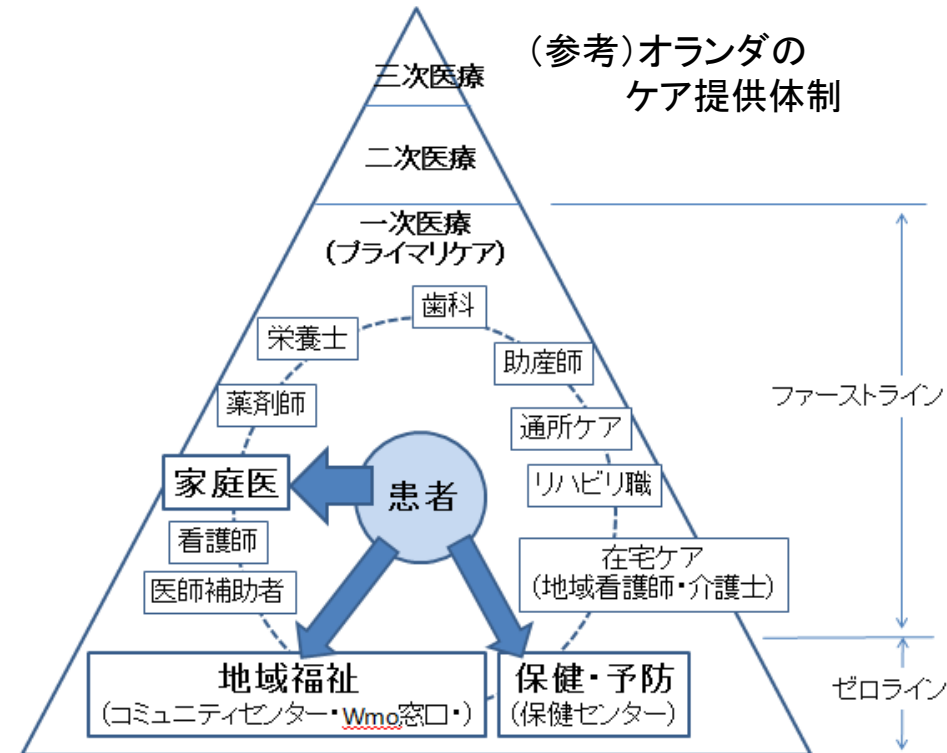 (参考)オランダの
ケア提供体制
三次医療
二次医療
一次医療
(プライマリケア)
歯科
栄養士
助産師
薬剤師
通所ケア
ファーストライン
家庭医
患者
リハビリ職
看護師
在宅ケア
(地域看護師・介護士)
医師補助者
地域福祉
(コミュニティセンター・Wmo窓口・)
保健・予防
(保健センター)
ゼロライン